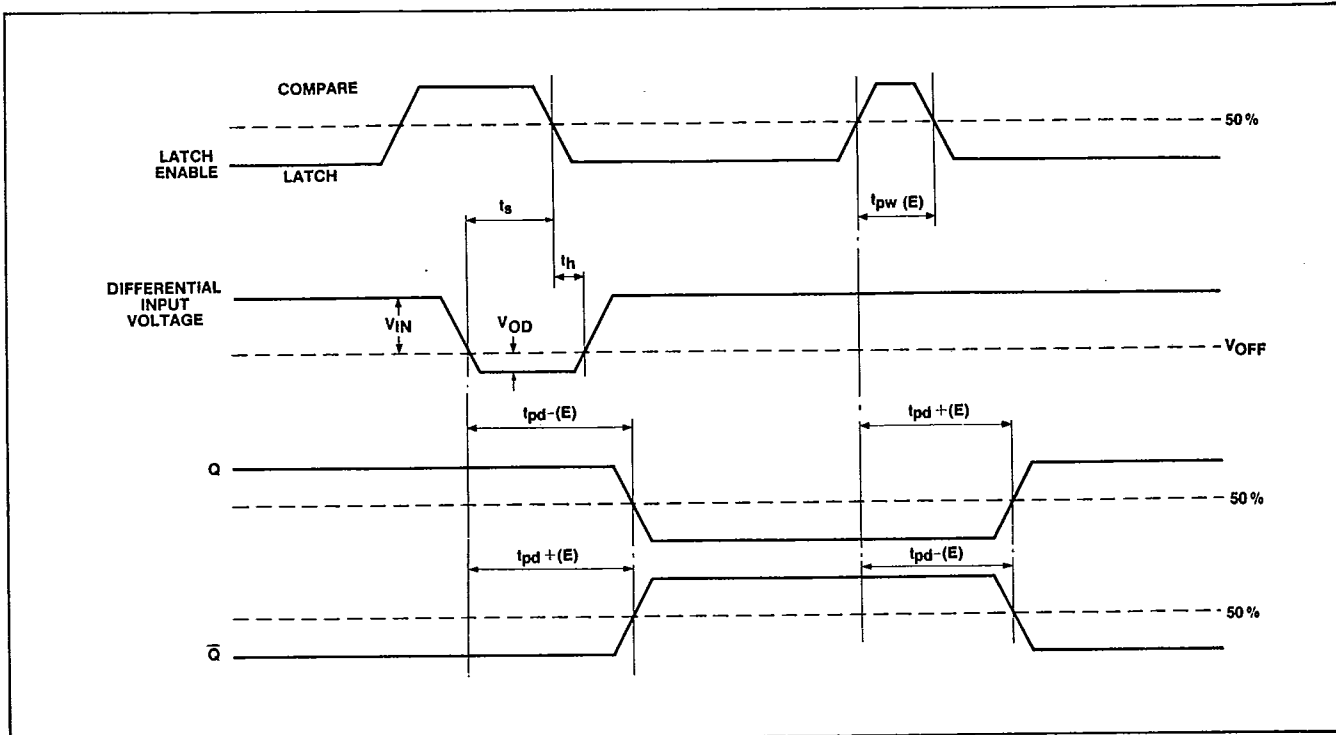 COMPARE
50%
LATCH
ENABLE
LATCH
ts
tpw (E)
th
DIFFERENTIAL
INPUT
VOLTAGE
VIN
VOD
VOFF
tpd-(E)
tpd+(E)
Q
50%
tpd+(E)
tpd-(E)
50%
Q̅